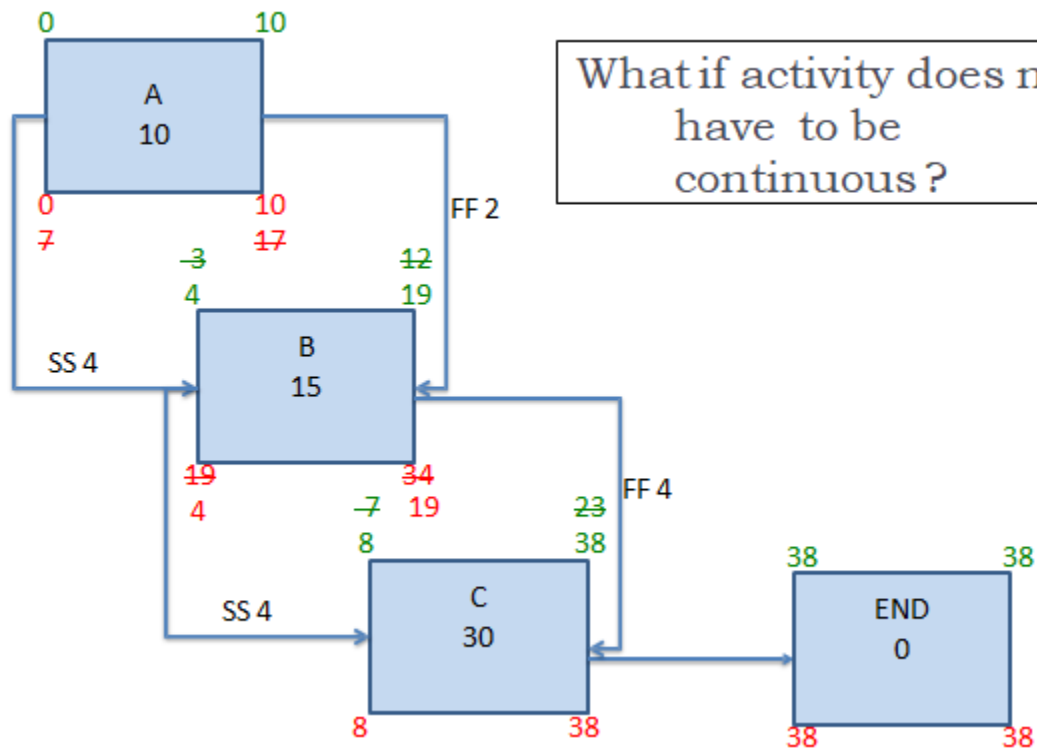 0 10
A
10
0 10
7 17
What if activity does n
have to be
continuous ?
FF 2
-3 12
4 19
SS 4
B
15
19 34
4 19
FF 4
-7 23
8 38
SS 4
C
30
8 38
38 38
END
0
38 38